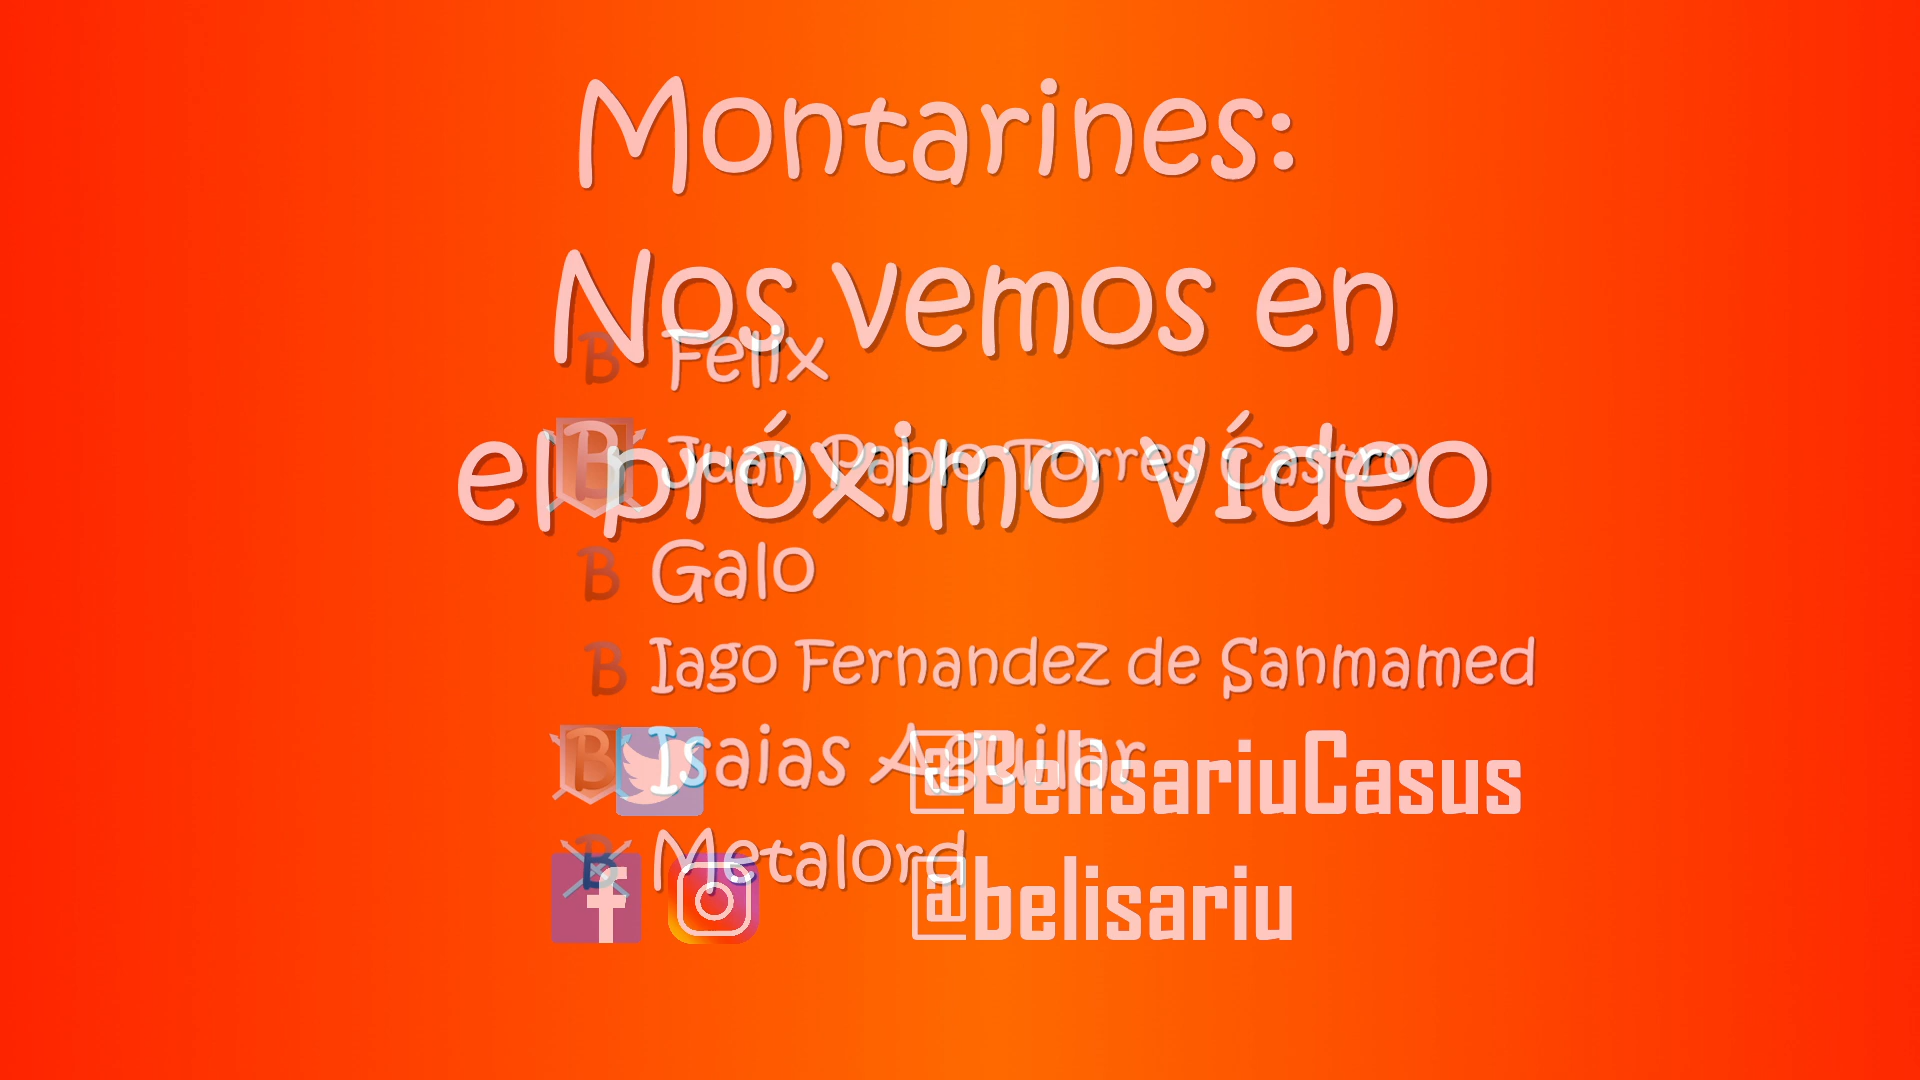 Montarines:
Nos vemos en
B Felix
el próximo vídeo
B Juan Pablo Torres Castro
B Galo
B Iago Fernandez de Sanmamed
B Isaias Aguilar
@BelisariuCasus
B Metalord
@belisariu